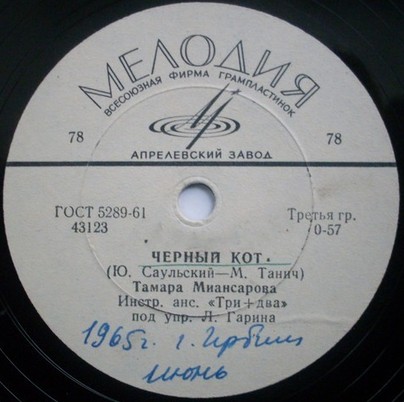 МЕЛОДИЯ
ВСЕСОЮЗНАЯ ФИРМА ГРАМПЛАСТИНОК
78 78
АПРЕЛЕВСКИЙ ЗАВОД
ГОСТ 5289-61 Третья гр.
43123 0-57
ЧЕРНЫЙ КОТ
(Ю. Саульский—М. Танич)
Тамара Миансарова
Инстр. анс. «Три+два»
под упр. Л. Гарина
1965г. г. Ирбит
июнь